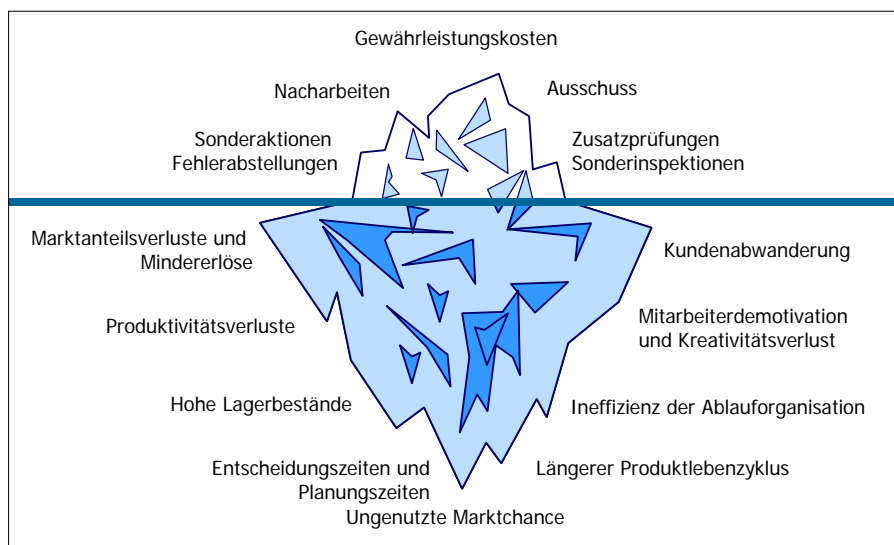 Gewährleistungskosten
Nacharbeiten
Ausschuss
Sonderaktionen
Fehlerabstellungen
Zusatzprüfungen
Sonderinspektionen
Marktanteilsverluste und
Mindererlöse
Kundenabwanderung
Produktivitätsverluste
Mitarbeiterdemotivation
und Kreativitätsverlust
Hohe Lagerbestände
Ineffizienz der Ablauforganisation
Entscheidungszeiten und
Planungszeiten
Längerer Produktlebenzyklus
Ungenutzte Marktchance